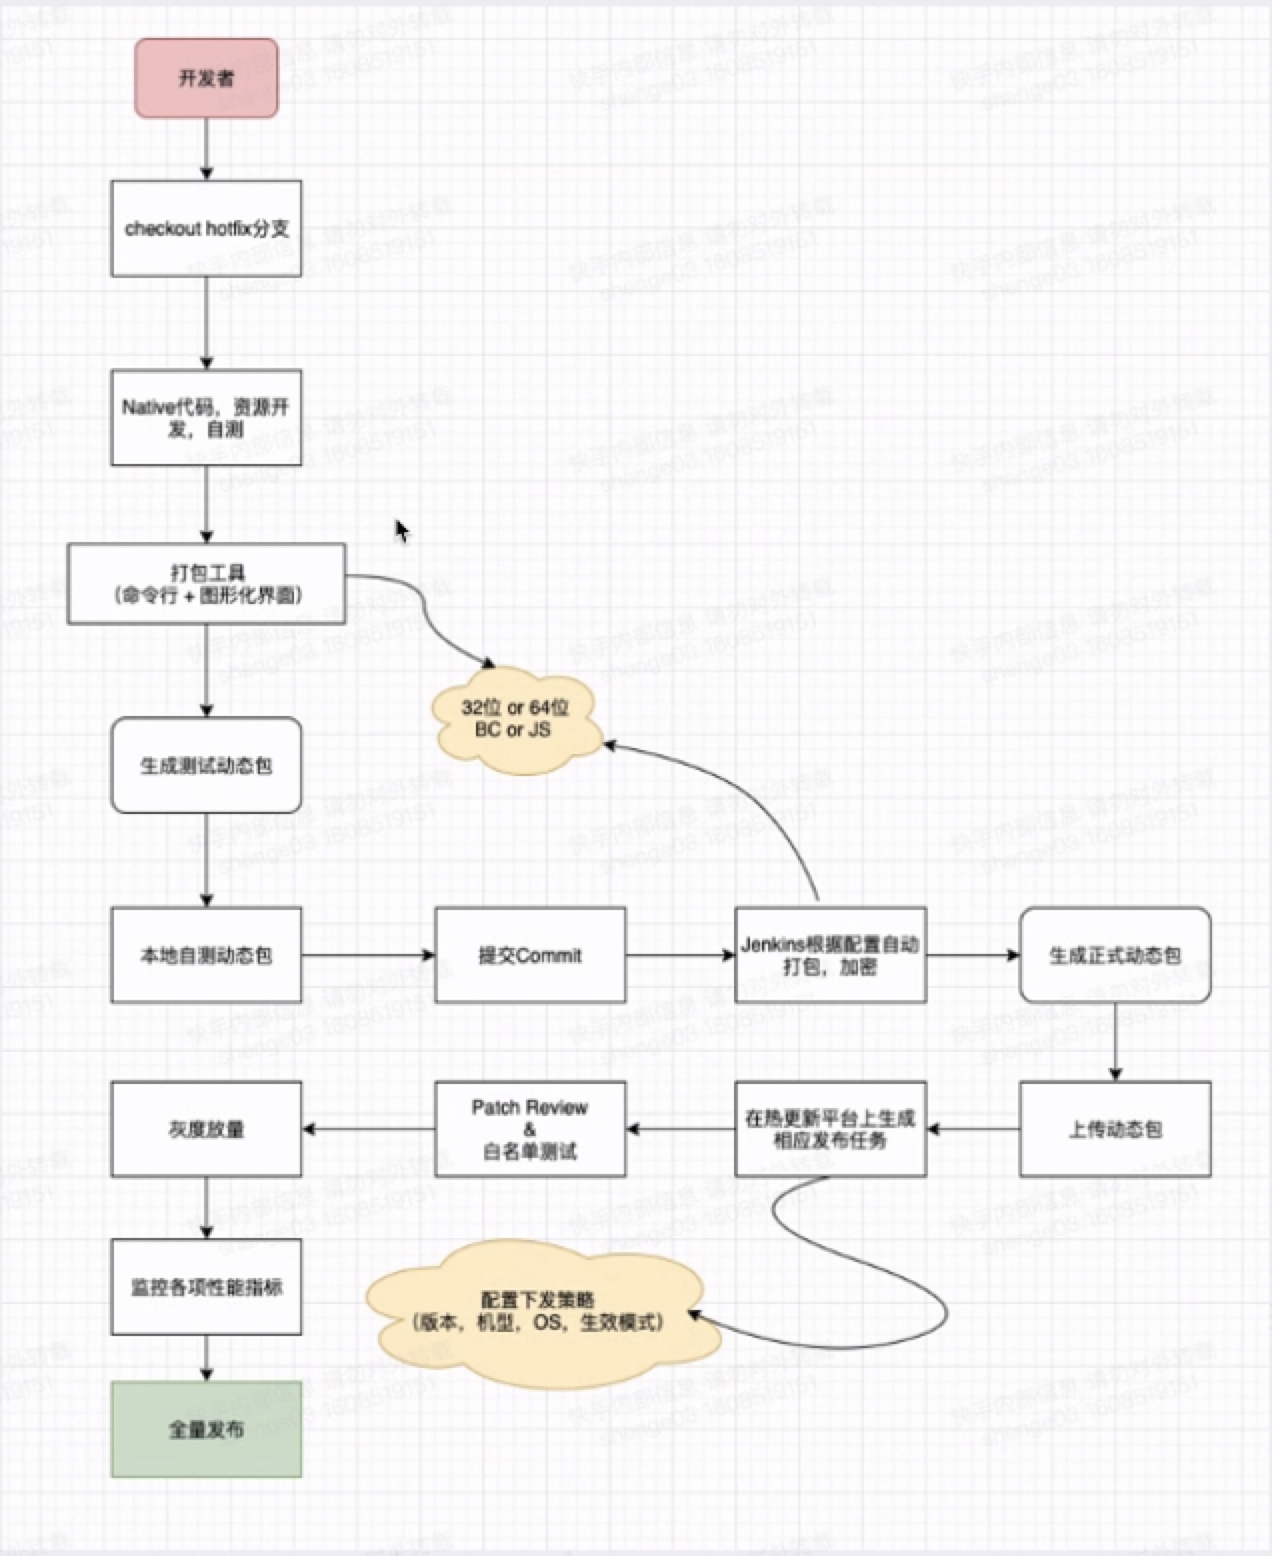 开发者
checkout hotfix分支
Native代码，资源开
发，自测
打包工具
（命令行 + 图形化界面）
32位 or 64位
BC or JS
生成测试动态包
本地自测动态包
提交Commit
Jenkins根据配置自动
打包，加密
生成正式动态包
上传动态包
在热更新平台上生成
相应发布任务
Patch Review
&
白名单测试
灰度放量
监控各项性能指标
配置下发策略
（版本，机型，OS，生效模式）
全量发布